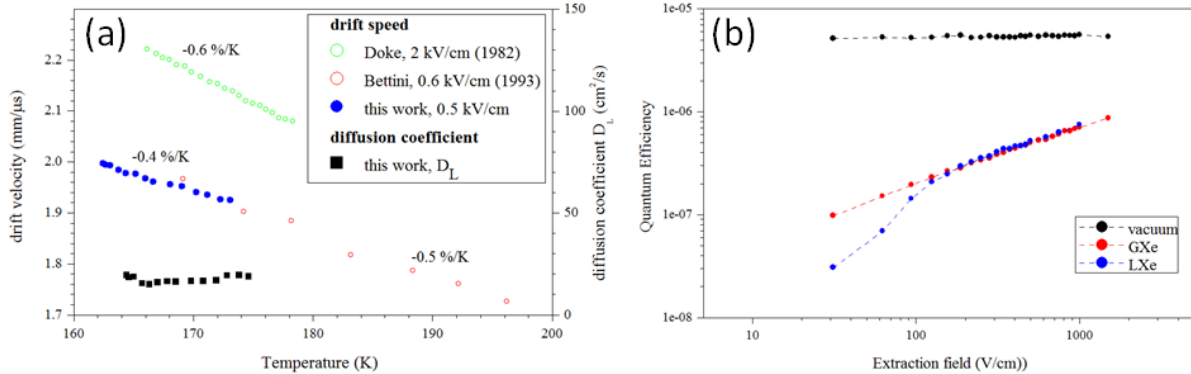 (a)
drift velocity (mm/μs)
2.2
2.1
2.0
1.9
1.8
1.7
160
170
180
190
200
Temperature (K)
150
100
50
0
diffusion coefficient D_L (cm²/s)
-0.6 %/K
-0.4 %/K
-0.5 %/K
drift speed
Doke, 2 kV/cm (1982)
Bettini, 0.6 kV/cm (1993)
this work, 0.5 kV/cm
diffusion coefficient
this work, D_L
(b)
Quantum Efficiency
1e-05
1e-06
1e-07
1e-08
10
100
1000
Extraction field (V/cm))
vacuum
GXe
LXe